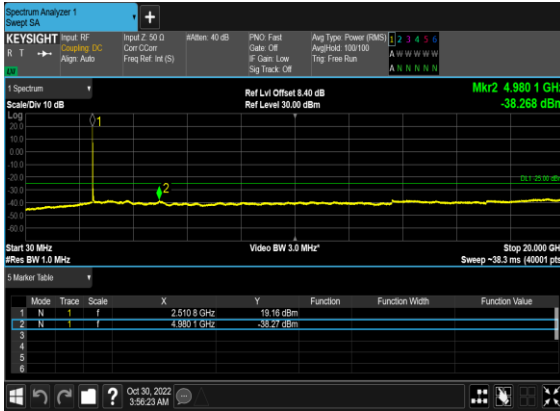 Spectrum Analyzer 1
Swept SA
+
KEYSIGHT
R T
Input: RF
Coupling: DC
Align: Auto
Input Z: 50 Ω
Corr CCorr
Freq Ref: Int (S)
#Atten: 40 dB
PNO: Fast
Gate: Off
IF Gain: Low
Sig Track: Off
Avg Type: Power (RMS)
Avg|Hold: 100/100
Trig: Free Run
1 2 3 4 5 6
A W W W W W
A N N N N N
1 Spectrum
Scale/Div 10 dB
Ref Lvl Offset 8.40 dB
Ref Level 30.00 dBm
Mkr2 4.980 1 GHz
-38.268 dBm
Log
20.0
10.0
0.00
-10.0
-20.0
-30.0
-40.0
-50.0
-60.0
1
2
Start 30 MHz
#Res BW 1.0 MHz
Video BW 3.0 MHz*
Stop 20.000 GH
Sweep ~38.3 ms (40001 pts
5 Marker Table
Mode Trace Scale X Y Function Function Width Function Value
1 N 1 f 2.510 8 GHz 19.16 dBm
2 N 1 f 4.980 1 GHz -38.27 dBm
3
4
5
6
?
Oct 30, 2022
3:56:23 AM